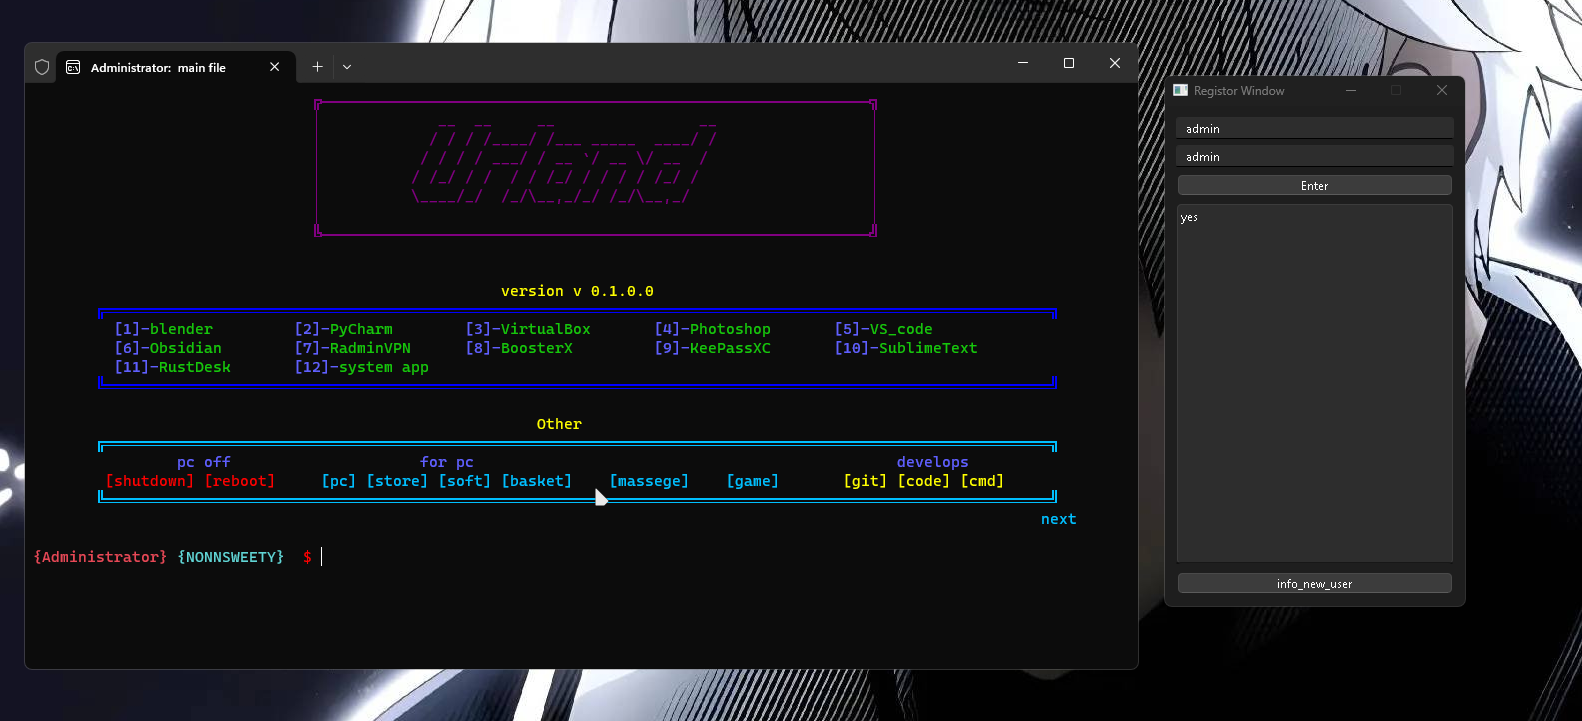 Administrator: main file
version v 0.1.0.0
[1]-blender [2]-PyCharm [3]-VirtualBox [4]-Photoshop [5]-VS_code
[6]-Obsidian [7]-RadminVPN [8]-BoosterX [9]-KeePassXC [10]-SublimeText
[11]-RustDesk [12]-system app
Other
pc off for pc develops
[shutdown] [reboot] [pc] [store] [soft] [basket] [massege] [game] [git] [code] [cmd]
next
{Administrator} {NONNSWEETY} $
Registor Window
admin
admin
Enter
yes
info_new_user